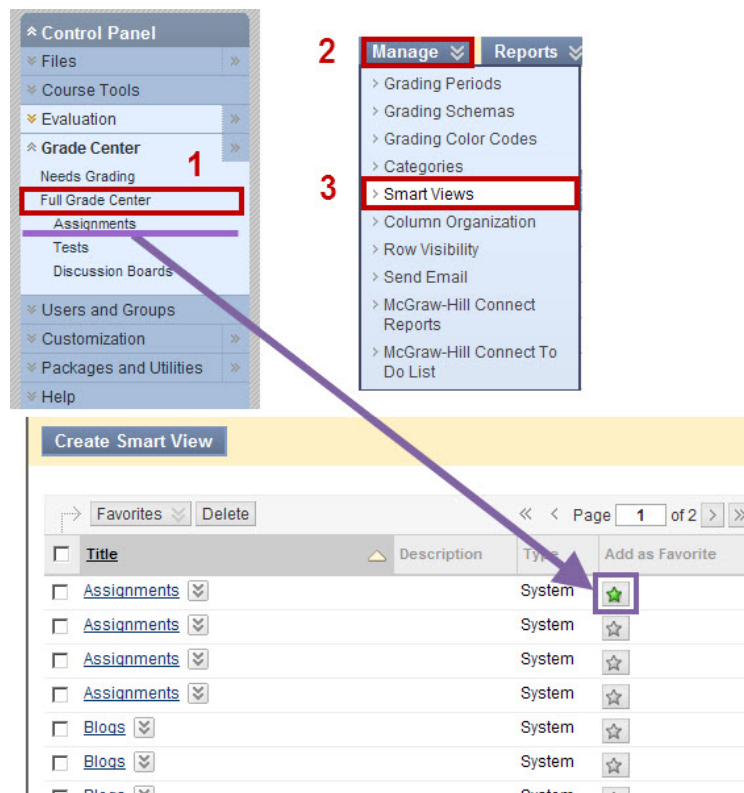 Control Panel
Files
Course Tools
Evaluation
Grade Center
1
Needs Grading
Full Grade Center
Assignments
Tests
Discussion Boards
Users and Groups
Customization
Packages and Utilities
Help
2
Manage Reports
> Grading Periods
> Grading Schemas
> Grading Color Codes
> Categories
3
> Smart Views
> Column Organization
> Row Visibility
> Send Email
> McGraw-Hill Connect
Reports
> McGraw-Hill Connect To
Do List
Create Smart View
Favorites Delete
« < Page 1 of 2 > »
Title Description Type Add as Favorite
Assignments System
Assignments System
Assignments System
Assignments System
Blogs System
Blogs System
Blogs System